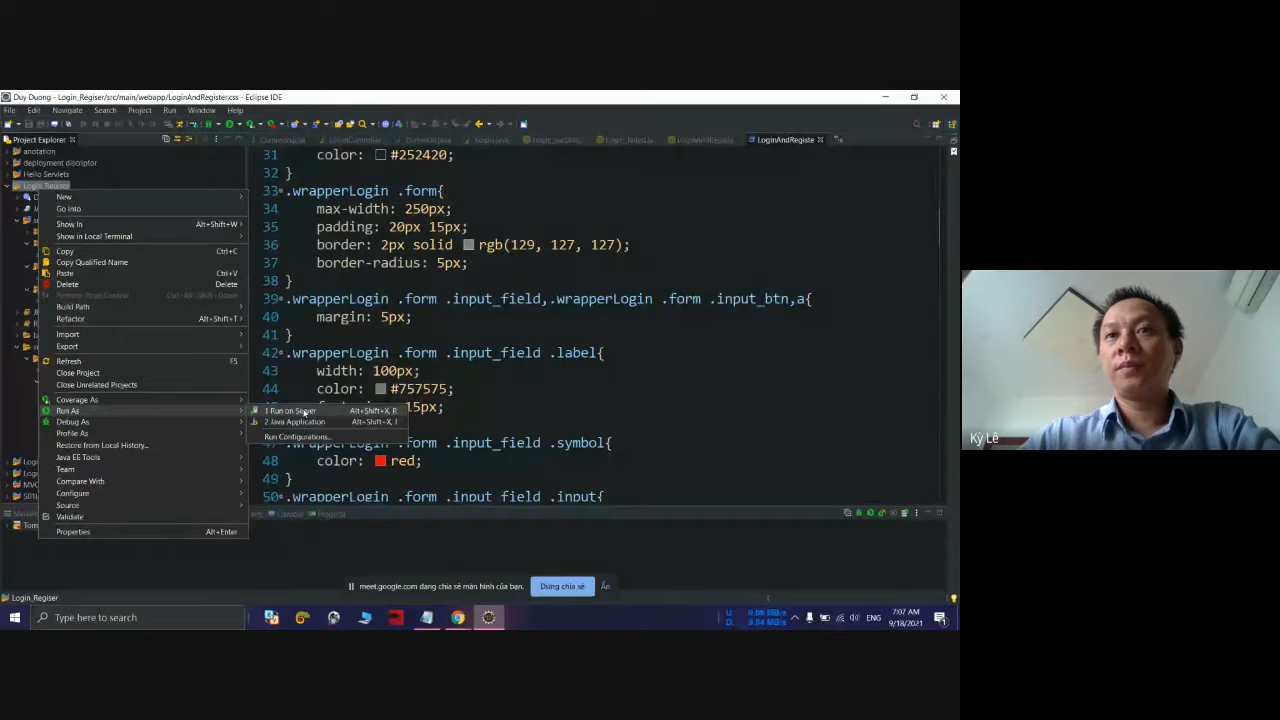 Duy Duong - Login_Regiser/src/main/webapp/LoginAndRegister.css - Eclipse IDE
File Edit Navigate Search Project Run Window Help
Project Explorer
LoginAndRegiste
anotation
deployment discriptor
Hello Servlets
Login_Regiser
New
Go Into
Show In Alt+Shift+W
Show in Local Terminal
Copy Ctrl+C
Copy Qualified Name
Paste Ctrl+V
Delete Delete
Build Path
Refactor Alt+Shift+T
Import
Export
Refresh F5
Close Project
Close Unrelated Projects
Coverage As
Run As
Debug As
Profile As
Restore from Local History...
Java EE Tools
Team
Compare With
Configure
Source
Validate
Properties Alt+Enter
1 Run on Server Alt+Shift+X, R
2 Java Application Alt+Shift+X, J
Run Configurations...
31 color: #252420;
32 }
33 .wrapperLogin .form{
34 max-width: 250px;
35 padding: 20px 15px;
36 border: 2px solid rgb(129, 127, 127);
37 border-radius: 5px;
38 }
39 .wrapperLogin .form .input_field,.wrapperLogin .form .input_btn,a{
40 margin: 5px;
41 }
42 .wrapperLogin .form .input_field .label{
43 width: 100px;
44 color: #757575;
15px;
.input_field .symbol{
48 color: red;
49 }
50 .wrapperLogin .form .input_field .input{
Login_Regiser
meet.google.com đang chia sẻ màn hình của bạn.
Dừng chia sẻ
Ẩn
Type here to search
ENG
7:07 AM
9/18/2021
Kỳ Lê